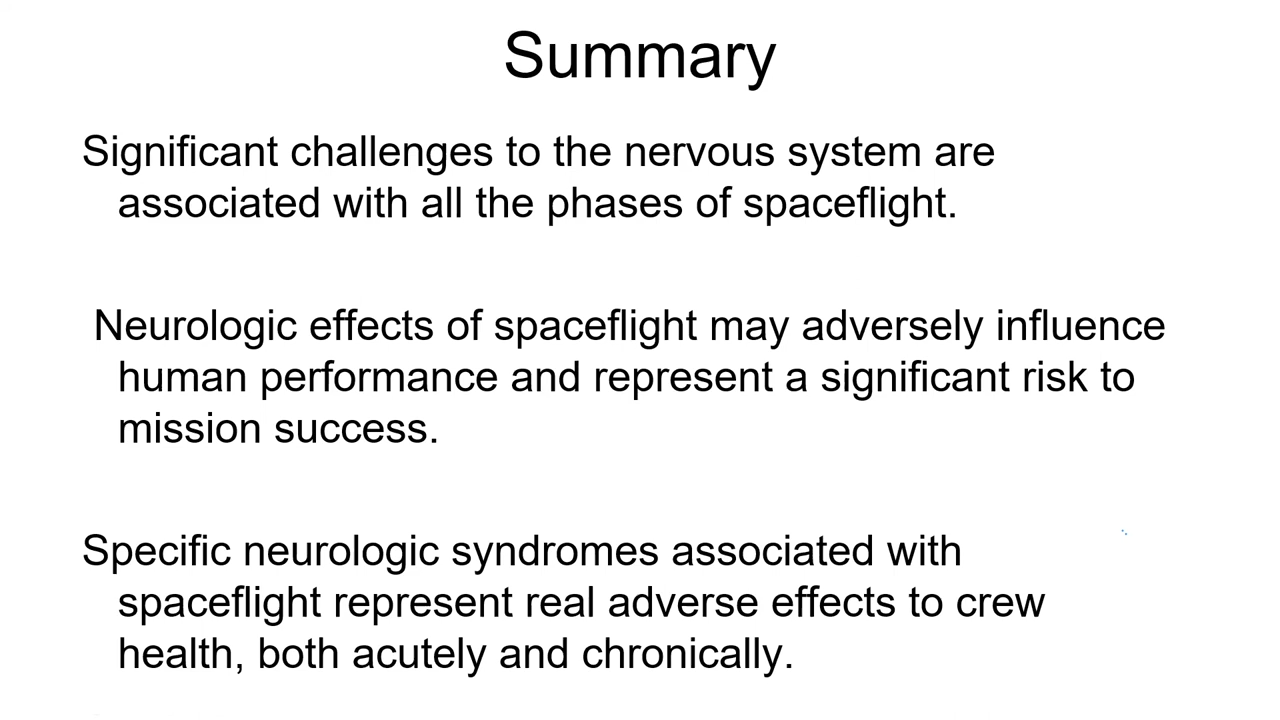 Summary
Significant challenges to the nervous system are
associated with all the phases of spaceflight.
Neurologic effects of spaceflight may adversely influence
human performance and represent a significant risk to
mission success.
Specific neurologic syndromes associated with
spaceflight represent real adverse effects to crew
health, both acutely and chronically.